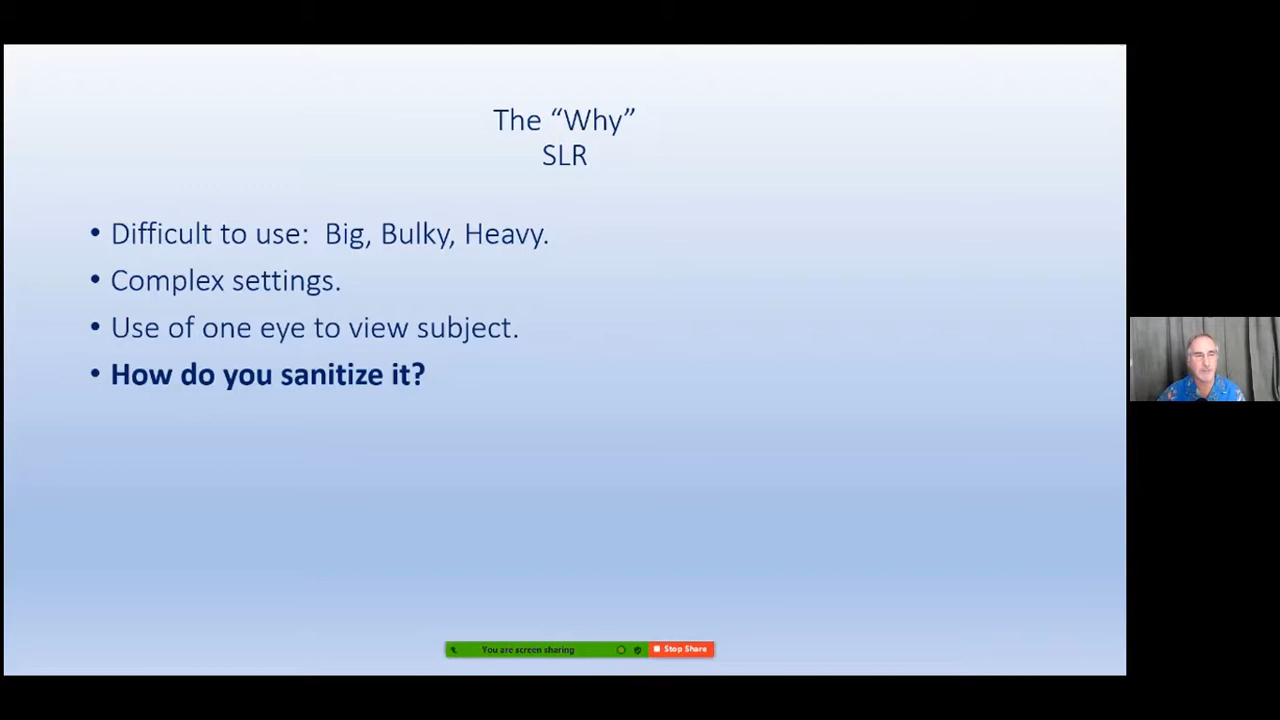 The “Why”
SLR
• Difficult to use:  Big, Bulky, Heavy.
• Complex settings.
• Use of one eye to view subject.
• How do you sanitize it?
You are screen sharing
Stop Share